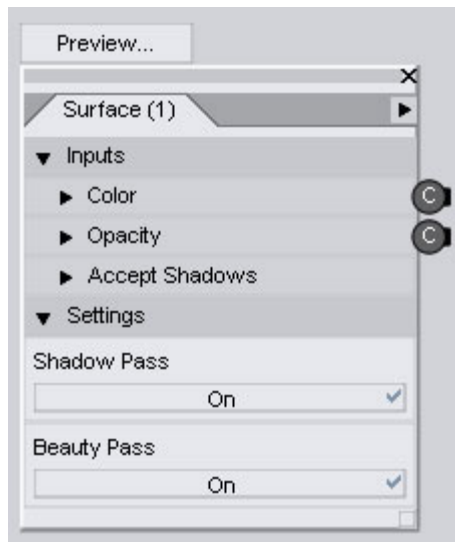 Preview...
Surface (1)
Inputs
Color
C
Opacity
C
Accept Shadows
Settings
Shadow Pass
On
Beauty Pass
On